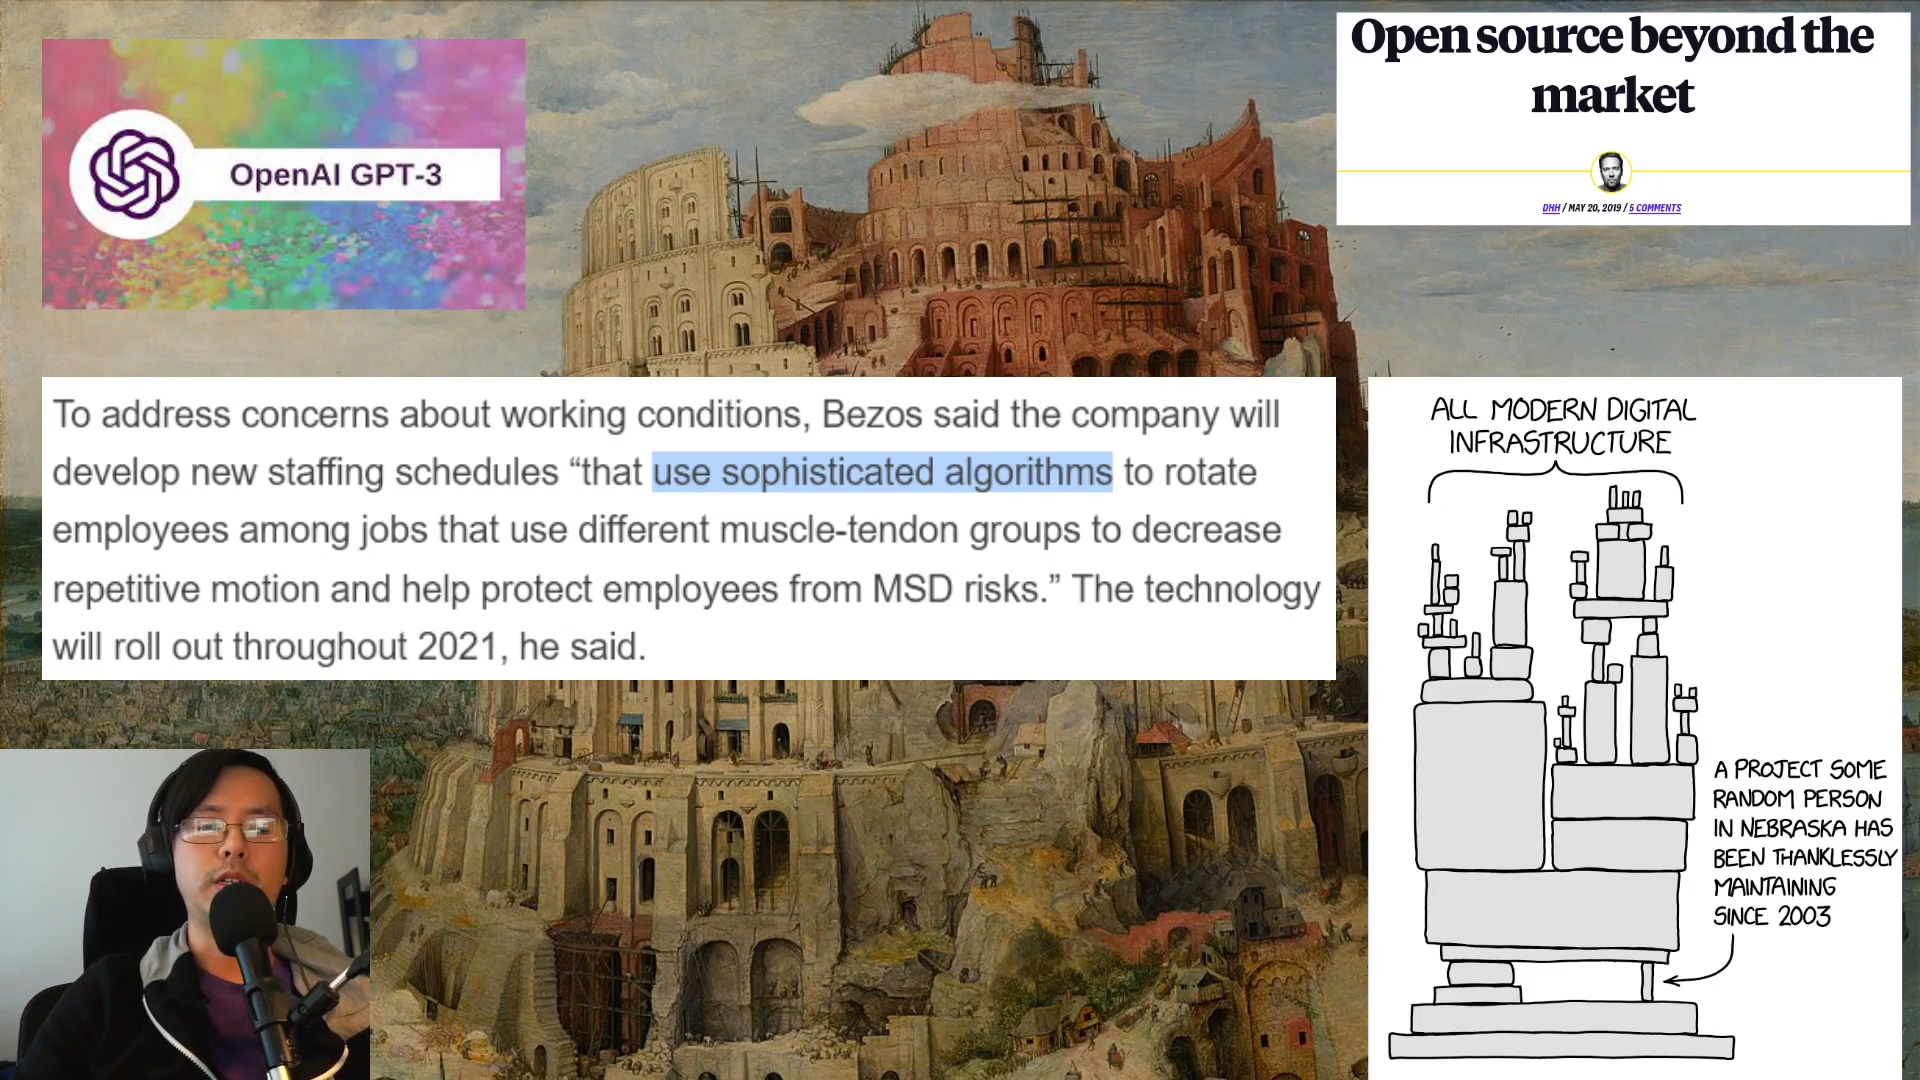 OpenAI GPT-3
Open source beyond the
market
DHH / MAY 20, 2019 / 5 COMMENTS
To address concerns about working conditions, Bezos said the company will
develop new staffing schedules “that use sophisticated algorithms to rotate
employees among jobs that use different muscle-tendon groups to decrease
repetitive motion and help protect employees from MSD risks.” The technology
will roll out throughout 2021, he said.
ALL MODERN DIGITAL
INFRASTRUCTURE
A PROJECT SOME
RANDOM PERSON
IN NEBRASKA HAS
BEEN THANKLESSLY
MAINTAINING
SINCE 2003